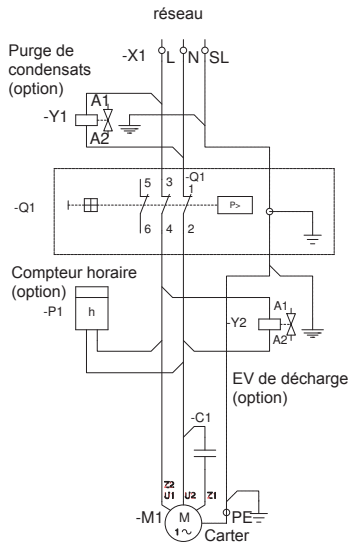 réseau
-X1 L N SL
Purge de
condensats
(option)
A1
-Y1
A2
-Q1
5 3 1
-Q1
P>
6 4 2
Compteur horaire
(option)
-P1
h
A1
-Y2
A2
EV de décharge
(option)
-C1
Z2
U1 U2 Z1
-M1 M PE
1~
Carter